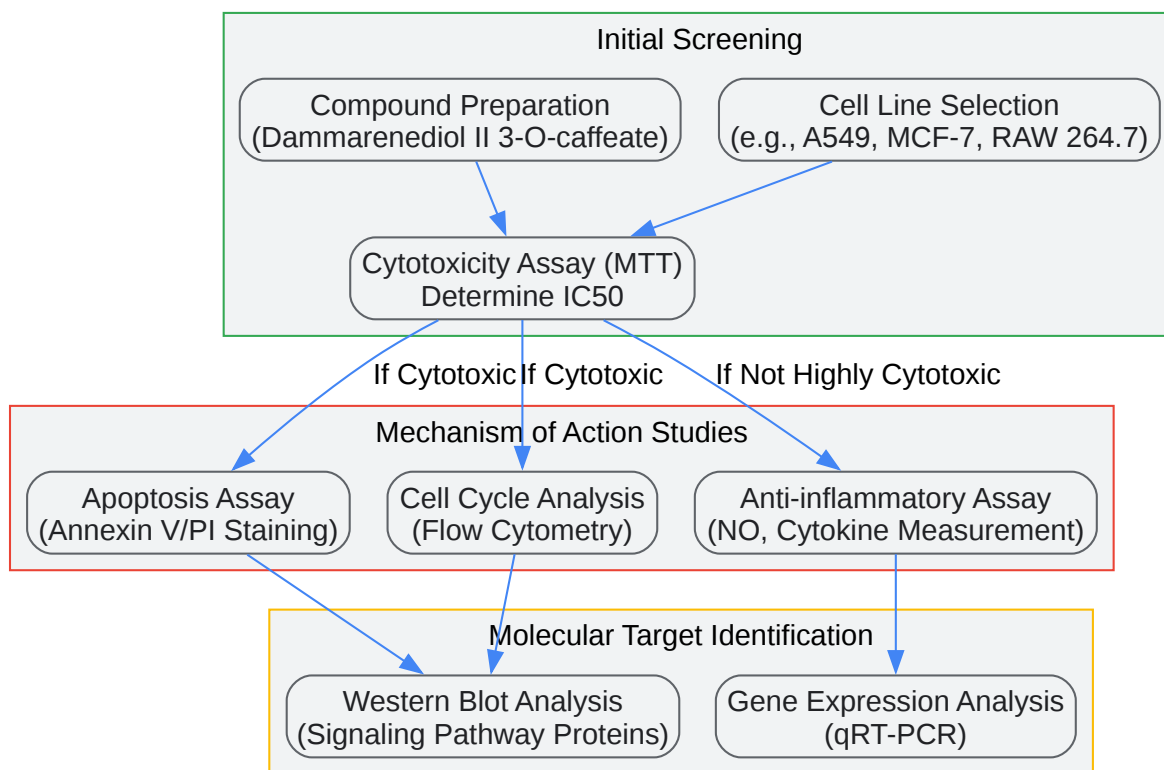 Initial Screening
Compound Preparation
(Dammarenediol II 3-O-caffeate)
Cell Line Selection
(e.g., A549, MCF-7, RAW 264.7)
Cytotoxicity Assay (MTT)
Determine IC50
If Cytotoxic
If Cytotoxic
If Not Highly Cytotoxic
Mechanism of Action Studies
Apoptosis Assay
(Annexin V/PI Staining)
Cell Cycle Analysis
(Flow Cytometry)
Anti-inflammatory Assay
(NO, Cytokine Measurement)
Molecular Target Identification
Western Blot Analysis
(Signaling Pathway Proteins)
Gene Expression Analysis
(qRT-PCR)